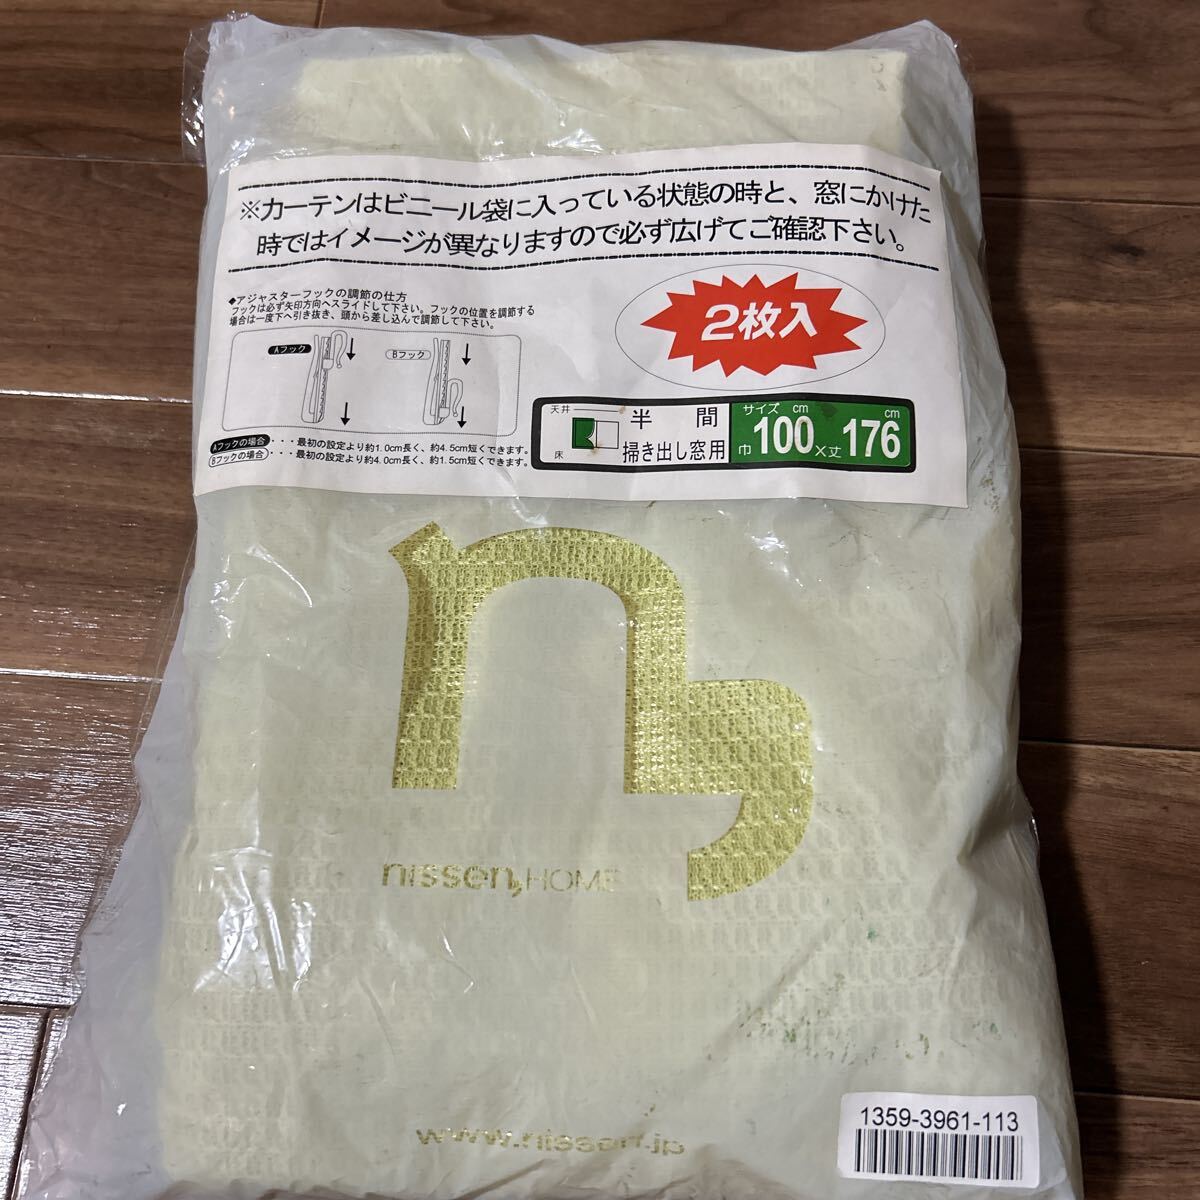 ※カーテンはビニール袋に入っている状態の時と、窓にかけた
時ではイメージが異なりますので必ず広げてご確認下さい。
◆アジャスターフックの調節の仕方
フックは必ず矢印方向へスライドして下さい。フックの位置を調節する
場合は一度下へ引き抜き、頭から差し込んで調節して下さい。
Aフック
Bフック
Aフックの場合・・・最初の設定より約1.0cm長く、約4.5cm短くできます。
Bフックの場合・・・最初の設定より約4.0cm長く、約1.5cm短くできます。
2枚入
天井
床
半間
掃き出し窓用
サイズ cm cm
巾100×丈176
nissen,HOME
www.nissen.jp
1359-3961-113